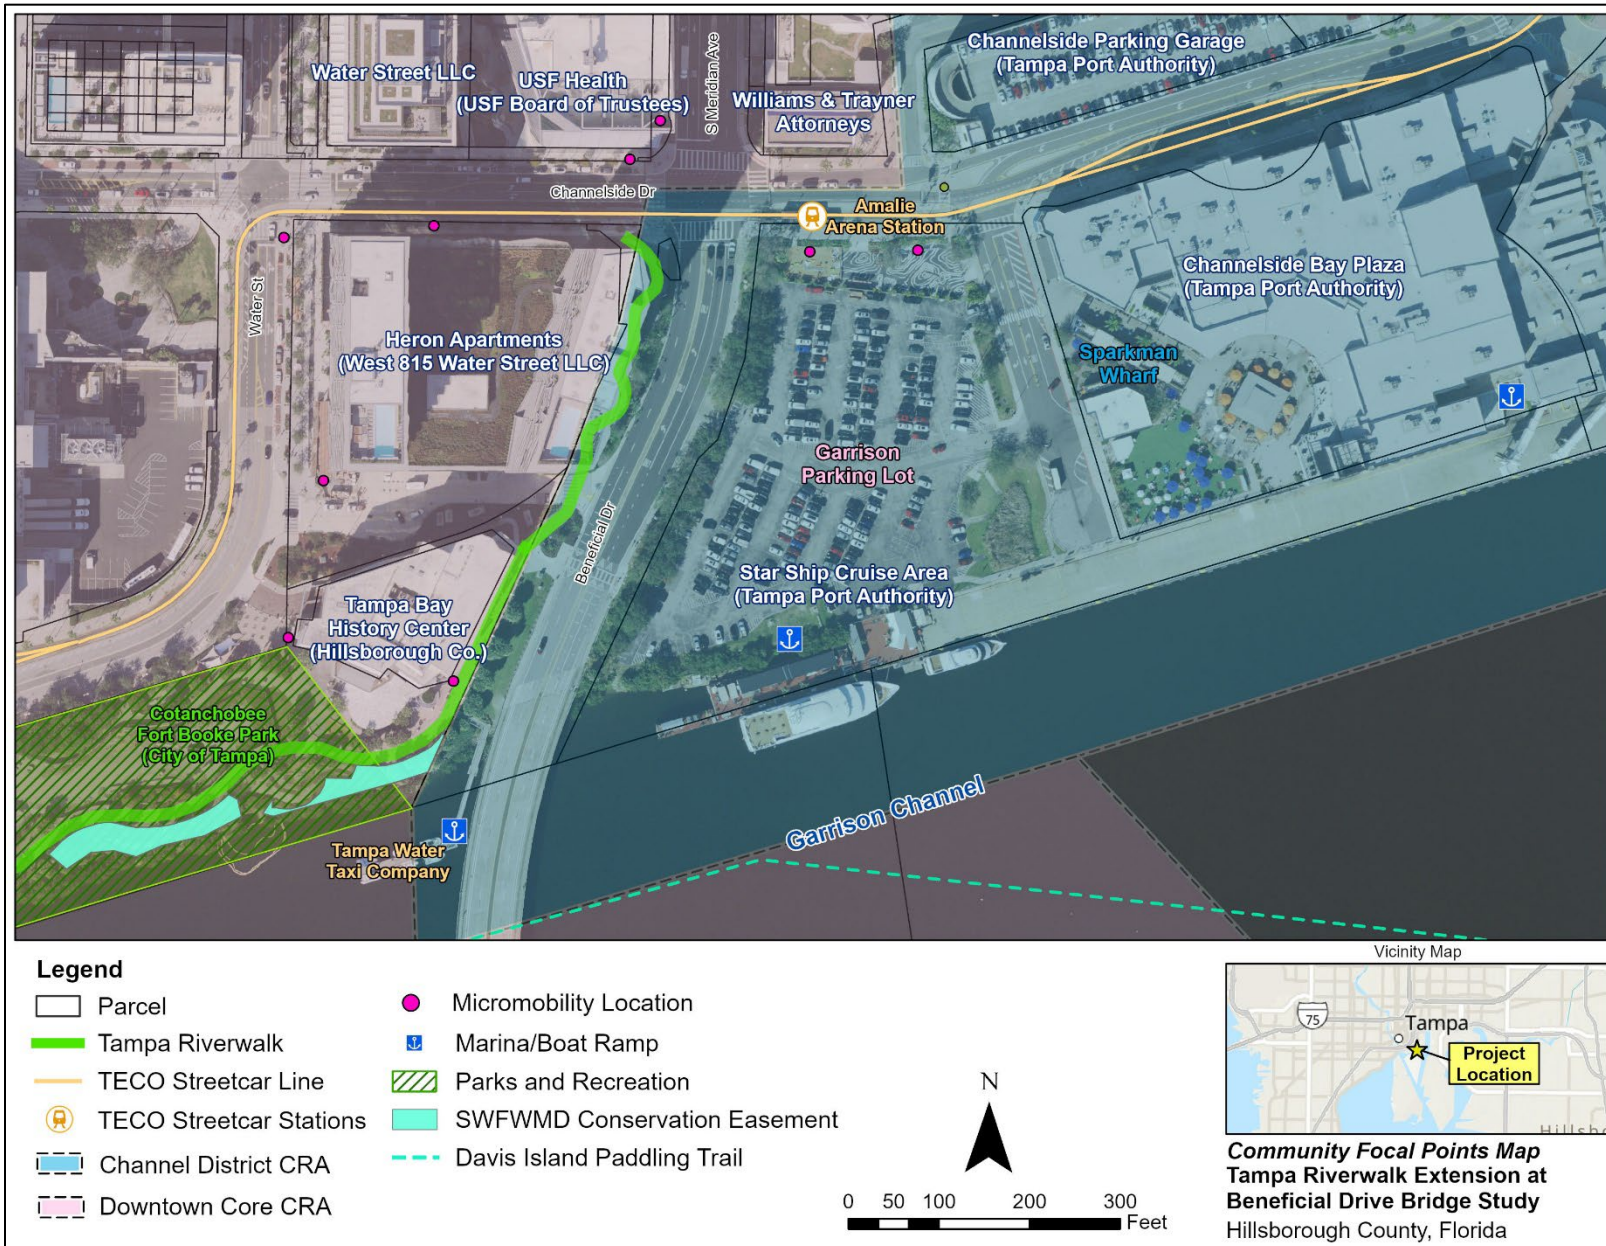 Water Street LLC
USF Health
(USF Board of Trustees)
S Meridian Ave
Williams & Trayner
Attorneys
Channelside Parking Garage
(Tampa Port Authority)
Channelside Dr
Amalie
Arena Station
Channelside Bay Plaza
(Tampa Port Authority)
Water St
Heron Apartments
(West 815 Water Street LLC)
Sparkman
Wharf
Garrison
Parking Lot
Beneficial Dr
Star Ship Cruise Area
(Tampa Port Authority)
Tampa Bay
History Center
(Hillsborough Co.)
Cotanchobee
Fort Booke Park
(City of Tampa)
Garrison Channel
Tampa Water
Taxi Company
Legend
Parcel
Tampa Riverwalk
TECO Streetcar Line
TECO Streetcar Stations
Channel District CRA
Downtown Core CRA
Micromobility Location
Marina/Boat Ramp
Parks and Recreation
SWFWMD Conservation Easement
Davis Island Paddling Trail
N
0 50 100 200 300
Feet
Vicinity Map
75
Tampa
Project
Location
Hillsbo
Community Focal Points Map
Tampa Riverwalk Extension at
Beneficial Drive Bridge Study
Hillsborough County, Florida